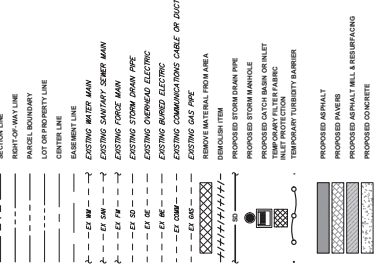 SECTION LINE
RIGHT-OF-WAY LINE
PARCEL BOUNDARY
LOT OR PROPERTY LINE
CENTER LINE
EASEMENT LINE
EX WM EXISTING WATER MAIN
EX SAN EXISTING SANITARY SEWER MAIN
EX FM EXISTING FORCE MAIN
EX SD EXISTING STORM DRAIN PIPE
EX OE EXISTING OVERHEAD ELECTRIC
EX BE EXISTING BURIED ELECTRIC
EX COMM EXISTING COMMUNICATIONS CABLE OR DUCT
EX GAS EXISTING GAS PIPE
REMOVE MATERIAL FROM AREA
DEMOLISH ITEM
SD PROPOSED STORM DRAIN PIPE
PROPOSED STORM MANHOLE
PROPOSED CATCH BASIN OR INLET
TEMPORARY FILTER FABRIC
INLET PROTECTION
TEMPORARY TURBIDITY BARRIER
PROPOSED ASPHALT
PROPOSED PAVERS
PROPOSED ASPHALT MILL & RESURFACING
PROPOSED CONCRETE